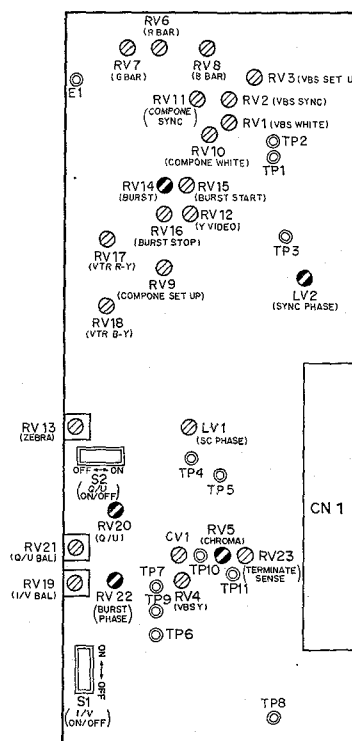 RV6
(R BAR)
RV7
(G BAR)
RV8
(B BAR)
E1
RV3 (VBS SET U
RV11
(COMPONE
SYNC)
RV2 (VBS SYNC)
RV1 (VBS WHITE)
RV10
(COMPONE WHITE)
TP2
TP1
RV14
(BURST)
RV15
(BURST START)
RV16
(BURST STOP)
RV12
(Y VIDEO)
RV17
(VTR R-Y)
TP3
RV9
(COMPONE SET UP)
LV2
(SYNC PHASE)
RV18
(VTR B-Y)
RV13
(ZEBRA)
LV1
(SC PHASE)
OFF ↔ ON
S2
(Q/U
ON/OFF)
TP4
TP5
CN 1
RV20
(Q/U)
RV21
(Q/U BAL)
CV1
RV5
(CHROMA)
TP10
RV23
(TERMINATE
SENSE)
RV19
(I/V BAL)
RV22
(BURST
PHASE)
TP7
TP11
RV4
(VBSY)
TP9
TP6
ON ↔ OFF
S1
(I/V
ON/OFF)
TP8